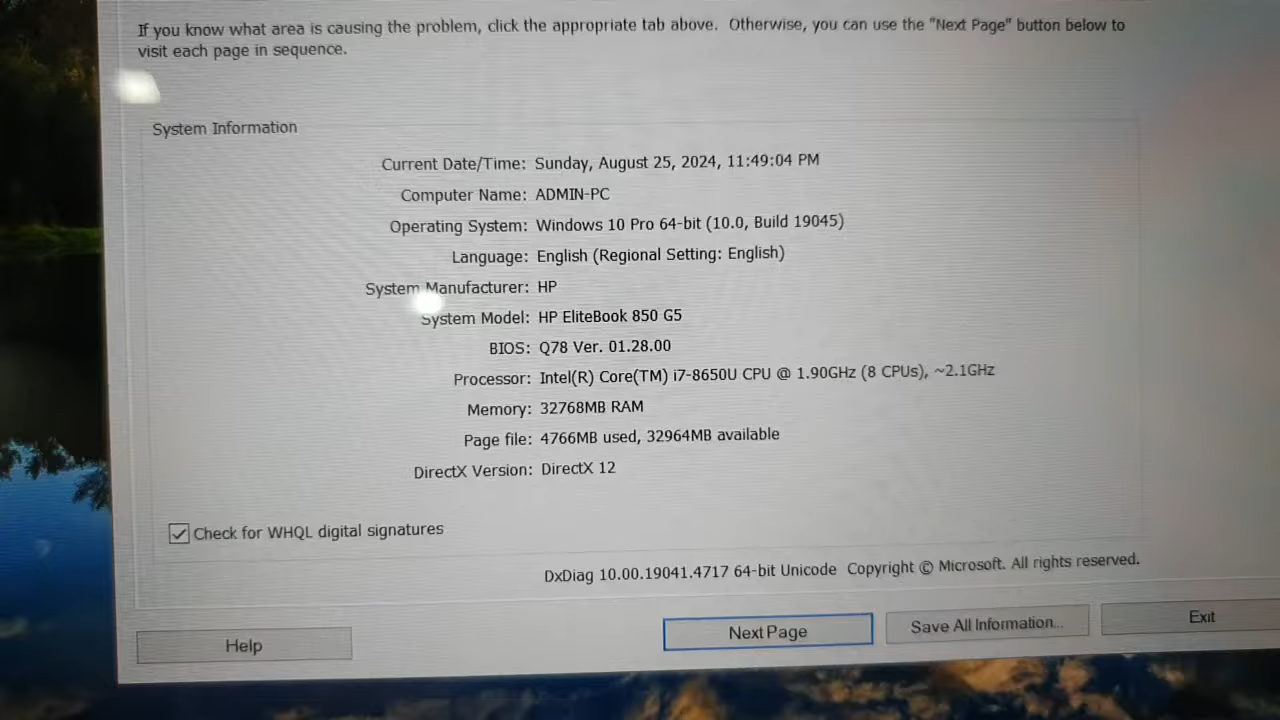 If you know what area is causing the problem, click the appropriate tab above.  Otherwise, you can use the "Next Page" button below to
visit each page in sequence.
System Information
Current Date/Time: Sunday, August 25, 2024, 11:49:04 PM
Computer Name: ADMIN-PC
Operating System: Windows 10 Pro 64-bit (10.0, Build 19045)
Language: English (Regional Setting: English)
System Manufacturer: HP
System Model: HP EliteBook 850 G5
BIOS: Q78 Ver. 01.28.00
Processor: Intel(R) Core(TM) i7-8650U CPU @ 1.90GHz (8 CPUs), ~2.1GHz
Memory: 32768MB RAM
Page file: 4766MB used, 32964MB available
DirectX Version: DirectX 12
Check for WHQL digital signatures
DxDiag 10.00.19041.4717 64-bit Unicode  Copyright © Microsoft. All rights reserved.
Help
Next Page
Save All Information...
Exit